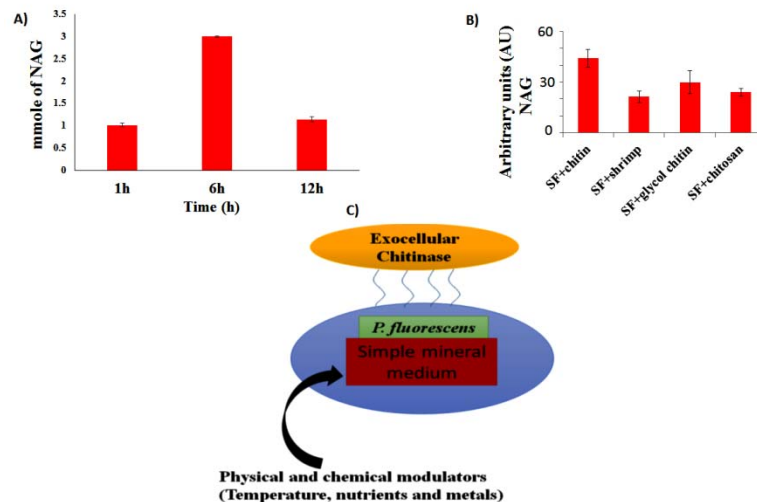 A)
mmole of NAG
3.5
3
2.5
2
1.5
1
0.5
0
1h 6h 12h
Time (h)
B)
Arbitrary units (AU)
NAG
60
30
0
SF+chitin
SF+shrimp
SF+glycol chitin
SF+chitosan
C)
Exocellular
Chitinase
P. fluorescens
Simple mineral
medium
Physical and chemical modulators
(Temperature, nutrients and metals)